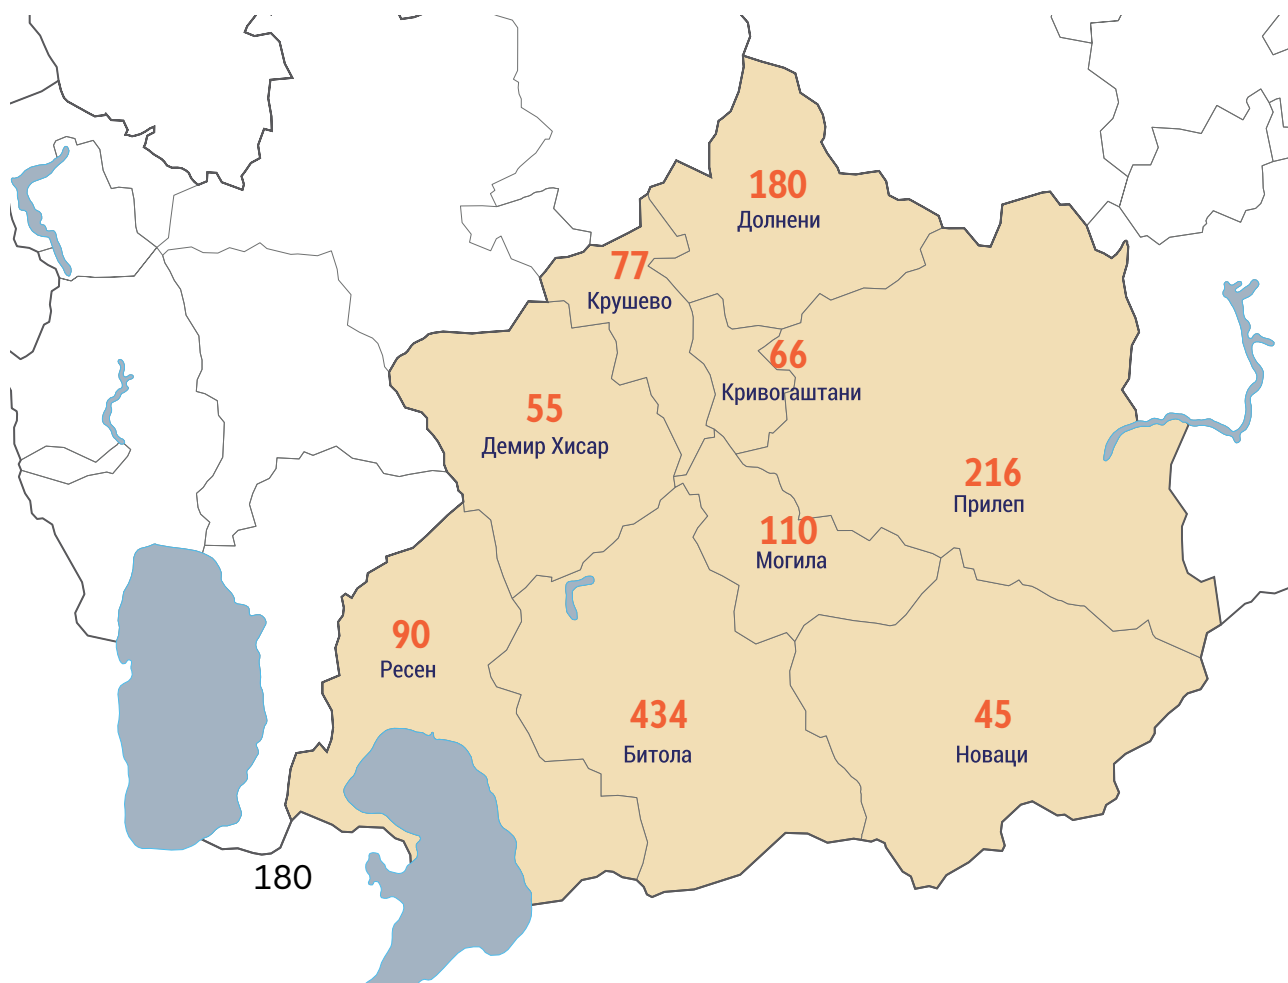 180
Долнени
77
Крушево
66
Кривогаштани
55
Демир Хисар
216
Прилеп
110
Могила
90
Ресен
434
Битола
45
Новаци
180